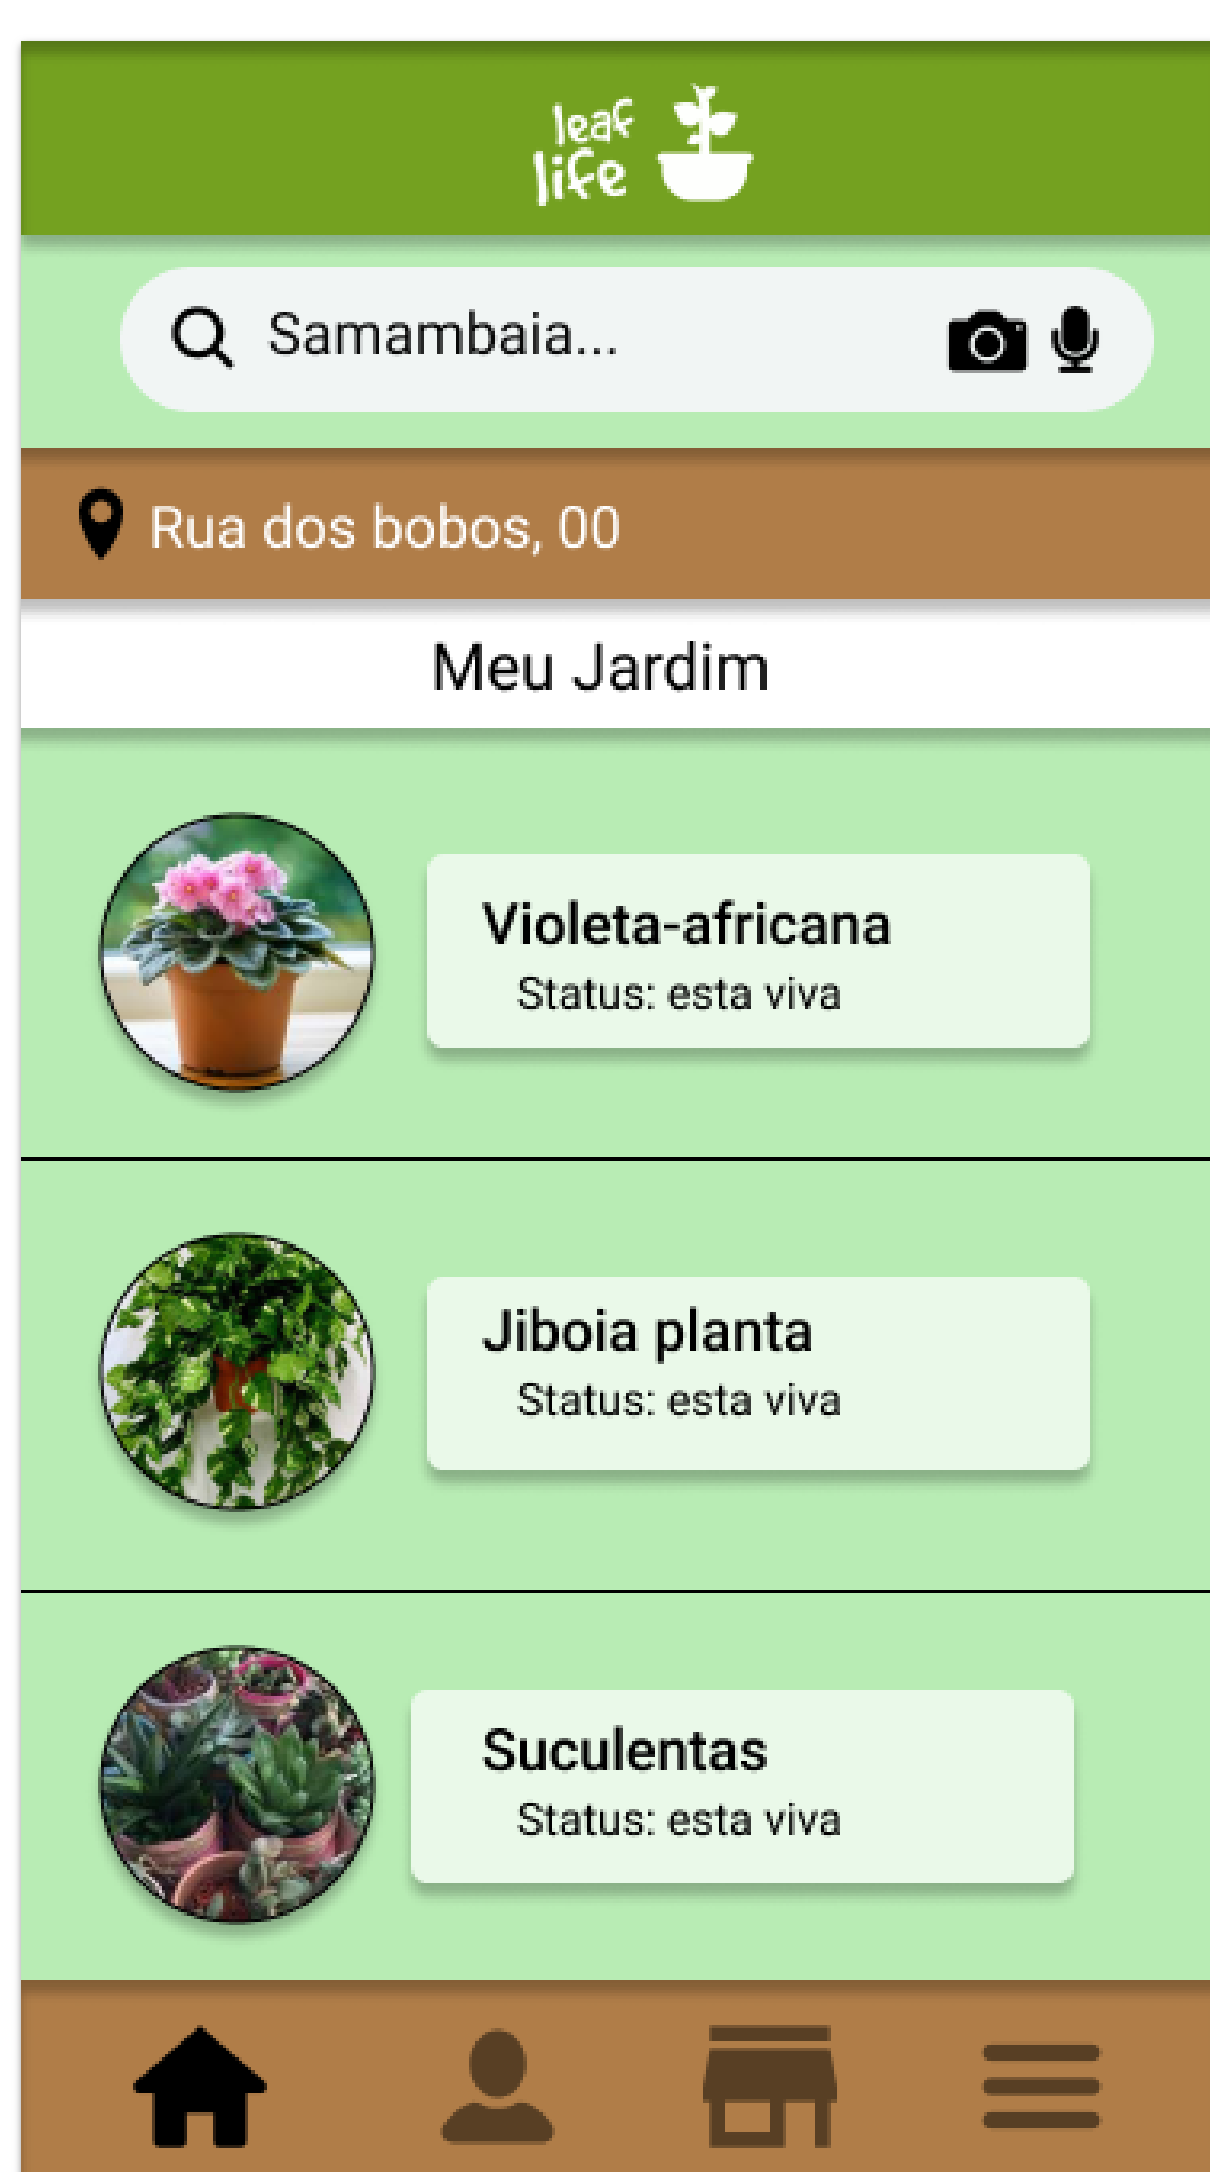 leaf
life
Samambaia...
Rua dos bobos, 00
Meu Jardim
Violeta-africana
Status: esta viva
Jiboia planta
Status: esta viva
Suculentas
Status: esta viva